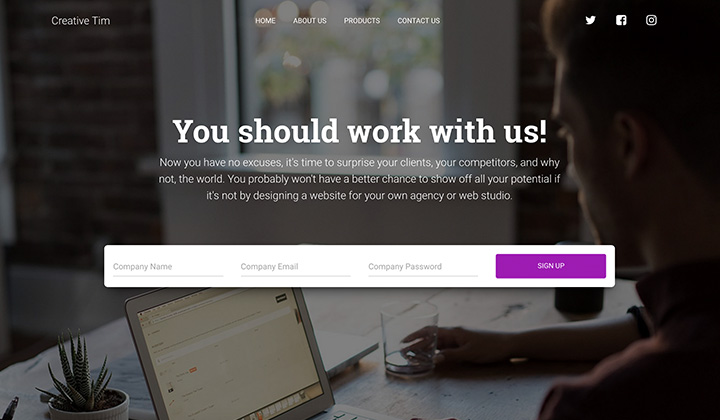 Creative Tim
HOME ABOUT US PRODUCTS CONTACT US
You should work with us!
Now you have no excuses, it's time to surprise your clients, your competitors, and why
not, the world. You probably won't have a better chance to show off all your potential if
it's not by designing a website for your own agency or web studio.
Company Name Company Email Company Password SIGN UP